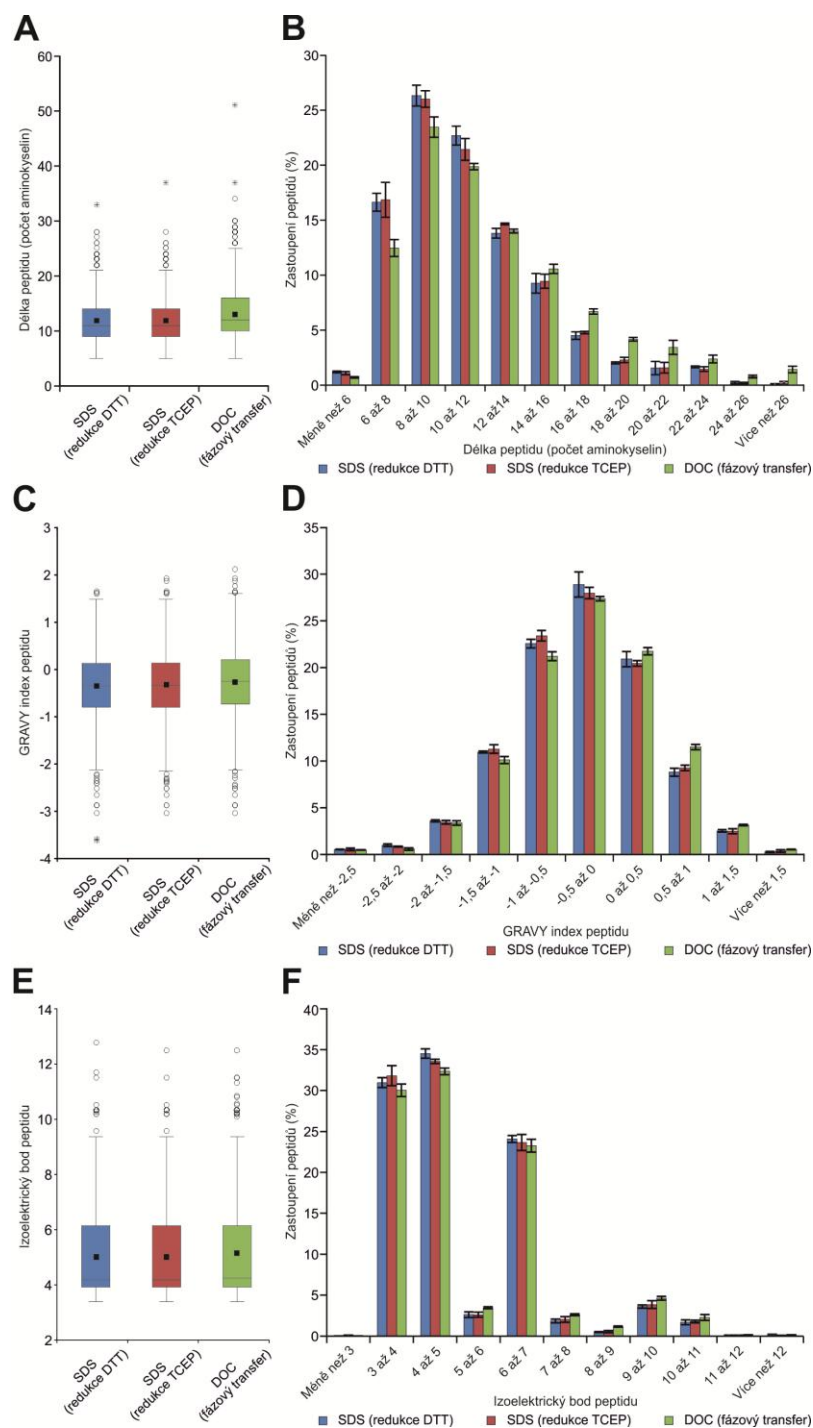 A
Délka peptidu (počet aminokyselin)
60
50
40
30
20
10
0
SDS
(redukce DTT)
SDS
(redukce TCEP)
DOC
(fázový transfer)
B
Zastoupení peptidů (%)
30
25
20
15
10
5
0
Méně než 6
6 až 8
8 až 10
10 až 12
12 až14
14 až 16
16 až 18
18 až 20
20 až 22
22 až 24
24 až 26
Více než 26
Délka peptidu (počet aminokyselin)
SDS (redukce DTT) SDS (redukce TCEP) DOC (fázový transfer)
C
GRAVY index peptidu
3
2
1
0
-1
-2
-3
-4
SDS
(redukce DTT)
SDS
(redukce TCEP)
DOC
(fázový transfer)
D
Zastoupení peptidů (%)
35
30
25
20
15
10
5
0
Méně než -2,5
-2,5 až -2
-2 až -1,5
-1,5 až -1
-1 až -0,5
-0,5 až 0
0 až 0,5
0,5 až 1
1 až 1,5
Více než 1,5
GRAVY index peptidu
SDS (redukce DTT) SDS (redukce TCEP) DOC (fázový transfer)
E
Izoelektrický bod peptidu
14
12
10
8
6
4
2
SDS
(redukce DTT)
SDS
(redukce TCEP)
DOC
(fázový transfer)
F
Zastoupení peptidů (%)
40
35
30
25
20
15
10
5
0
Méně než 3
3 až 4
4 až 5
5 až 6
6 až 7
7 až 8
8 až 9
9 až 10
10 až 11
11 až 12
Více než 12
Izoelektrický bod peptidu
SDS (redukce DTT) SDS (redukce TCEP) DOC (fázový transfer)